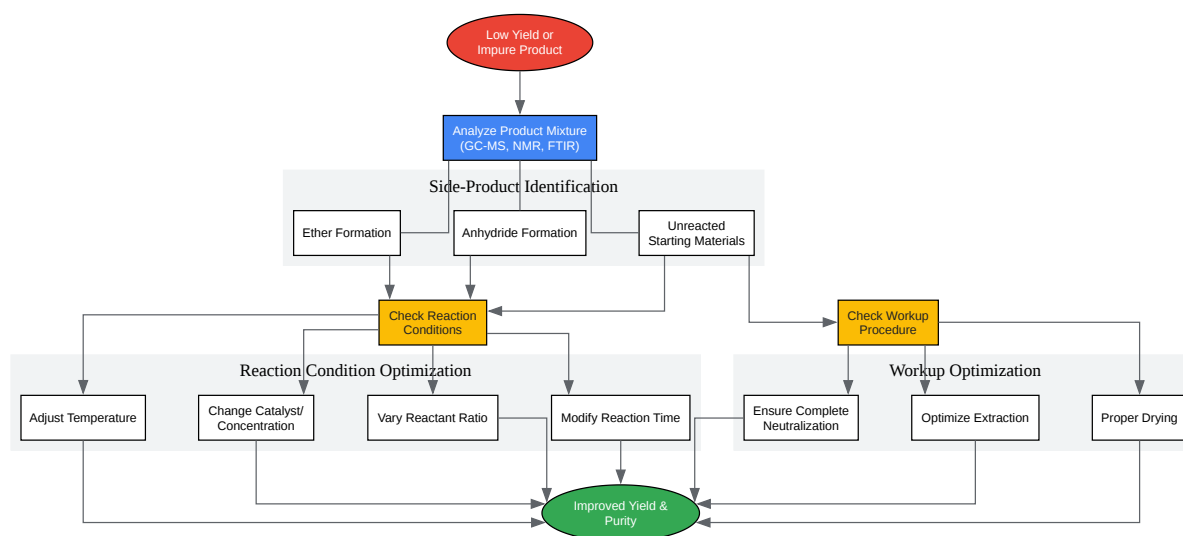 Low Yield or
Impure Product
Analyze Product Mixture
(GC-MS, NMR, FTIR)
Side-Product Identification
Ether Formation
Anhydride Formation
Unreacted
Starting Materials
Check Reaction
Conditions
Check Workup
Procedure
Reaction Condition Optimization
Workup Optimization
Adjust Temperature
Change Catalyst/
Concentration
Vary Reactant Ratio
Modify Reaction Time
Ensure Complete
Neutralization
Optimize Extraction
Proper Drying
Improved Yield &
Purity